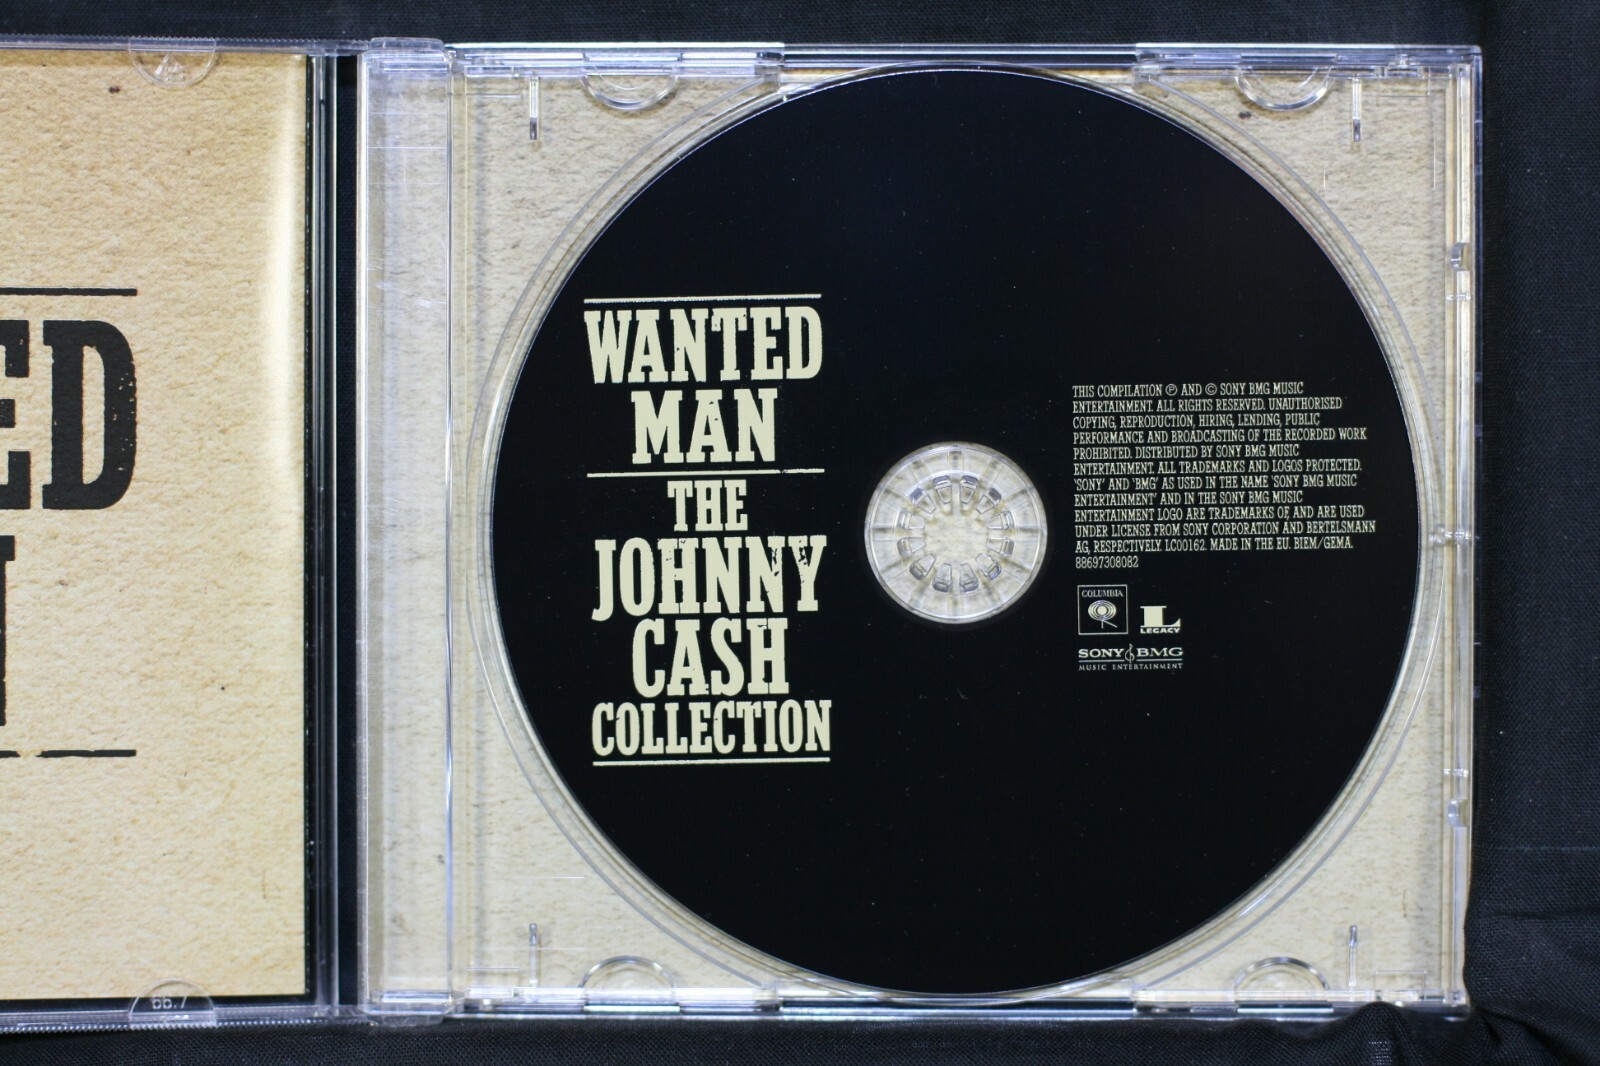 ED
N
66.7
WANTED
MAN
THE
JOHNNY
CASH
COLLECTION
THIS COMPILATION ℗ AND © SONY BMG MUSIC
ENTERTAINMENT. ALL RIGHTS RESERVED. UNAUTHORISED
COPYING, REPRODUCTION, HIRING, LENDING, PUBLIC
PERFORMANCE AND BROADCASTING OF THE RECORDED WORK
PROHIBITED. DISTRIBUTED BY SONY BMG MUSIC
ENTERTAINMENT. ALL TRADEMARKS AND LOGOS PROTECTED.
'SONY' AND 'BMG' AS USED IN THE NAME 'SONY BMG MUSIC
ENTERTAINMENT' AND IN THE SONY BMG MUSIC
ENTERTAINMENT LOGO ARE TRADEMARKS OF, AND ARE USED
UNDER LICENSE FROM SONY CORPORATION AND BERTELSMANN
AG, RESPECTIVELY. LC00162. MADE IN THE EU. BIEM/GEMA.
88697308082
COLUMBIA
L
LEGACY
SONY BMG
MUSIC ENTERTAINMENT